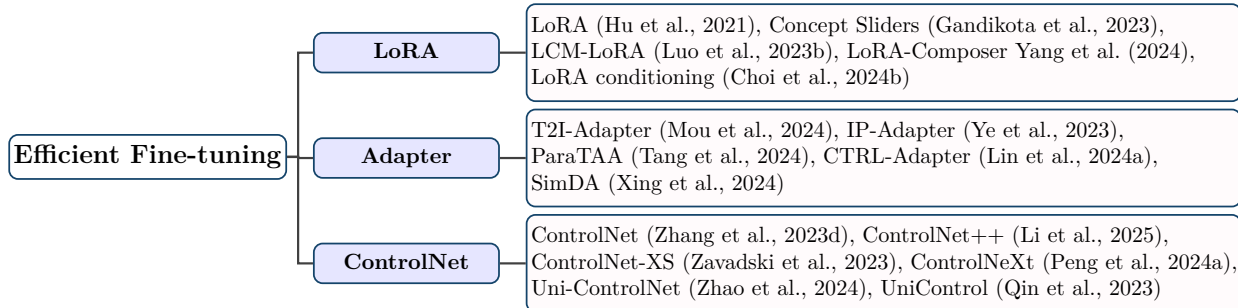 Efficient Fine-tuning
LoRA
LoRA (Hu et al., 2021), Concept Sliders (Gandikota et al., 2023),
LCM-LoRA (Luo et al., 2023b), LoRA-Composer Yang et al. (2024),
LoRA conditioning (Choi et al., 2024b)
Adapter
T2I-Adapter (Mou et al., 2024), IP-Adapter (Ye et al., 2023),
ParaTAA (Tang et al., 2024), CTRL-Adapter (Lin et al., 2024a),
SimDA (Xing et al., 2024)
ControlNet
ControlNet (Zhang et al., 2023d), ControlNet++ (Li et al., 2025),
ControlNet-XS (Zavadski et al., 2023), ControlNeXt (Peng et al., 2024a),
Uni-ControlNet (Zhao et al., 2024), UniControl (Qin et al., 2023)